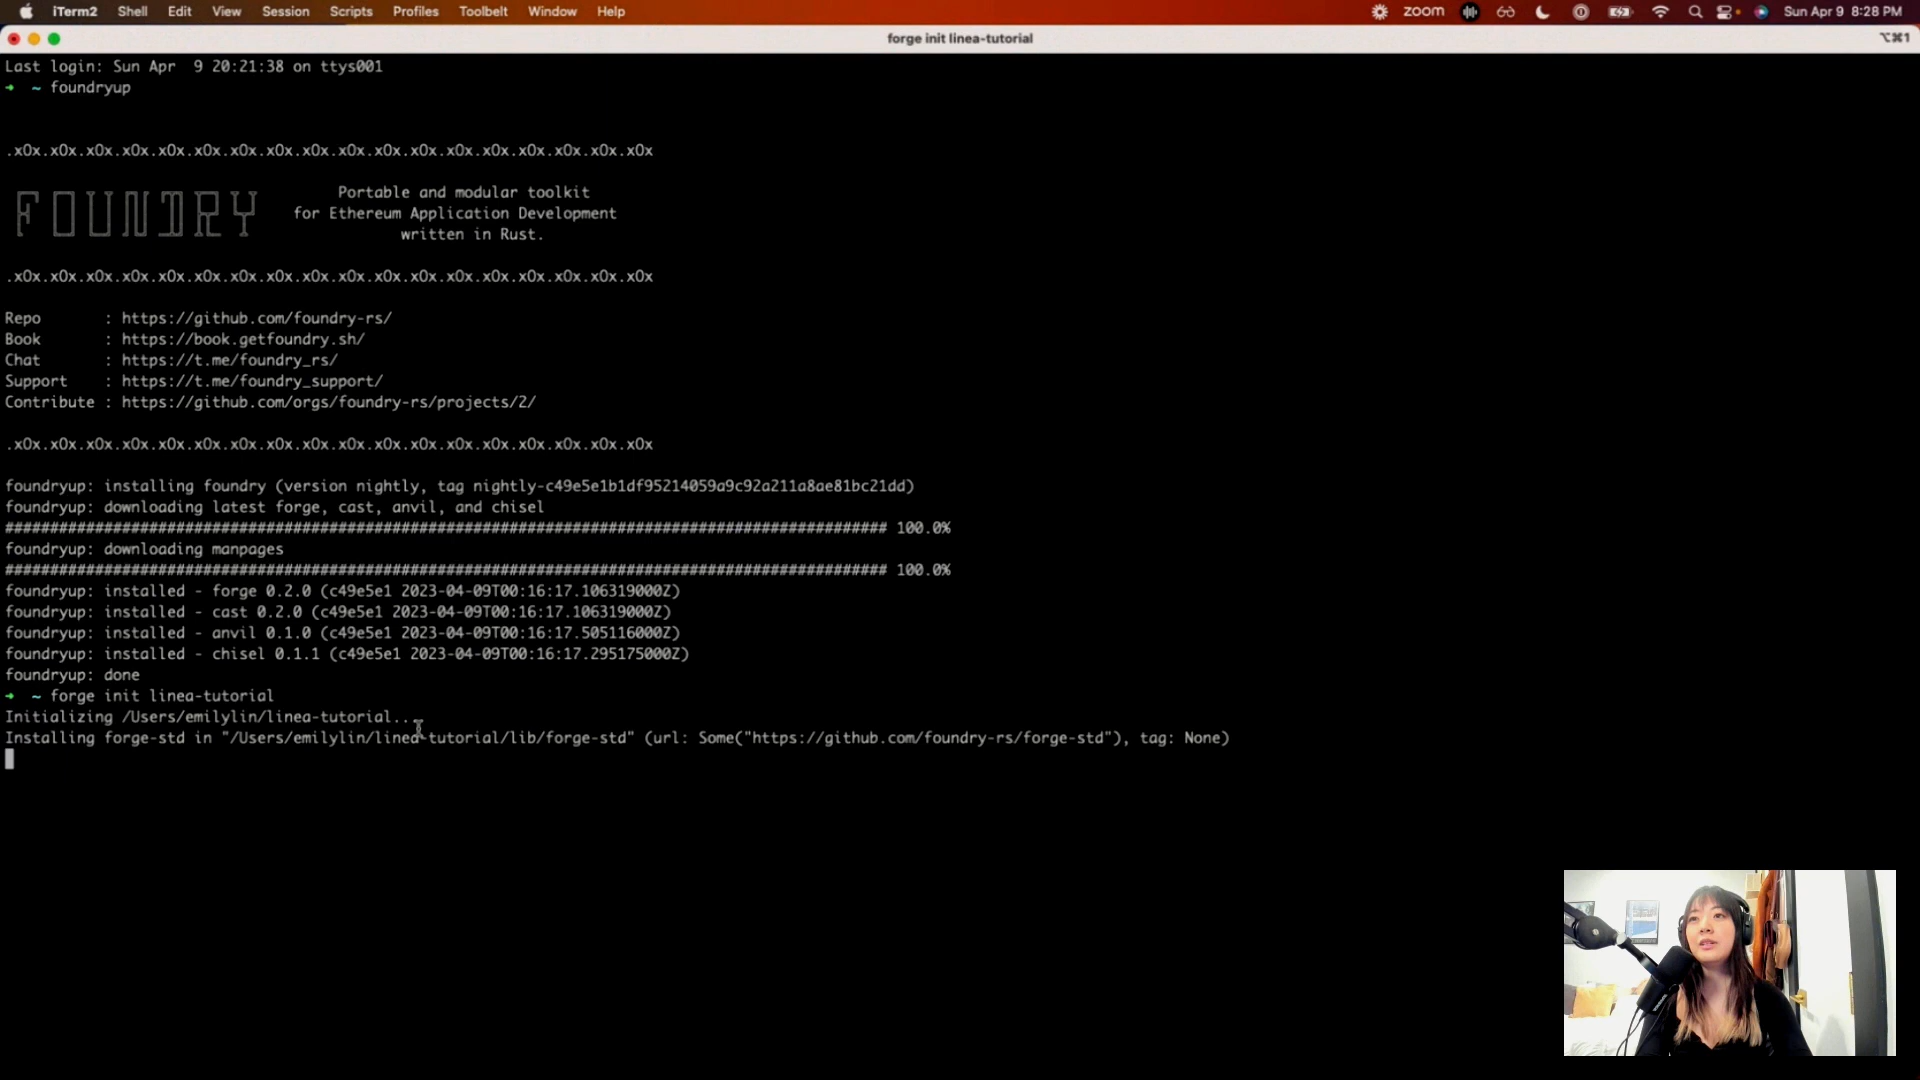 iTerm2 Shell Edit View Session Scripts Profiles Toolbelt Window Help zoom Sun Apr 9 8:28 PM
forge init linea-tutorial ⌥⌘1
Last login: Sun Apr  9 20:21:38 on ttys001
➜  ~ foundryup
.xOx.xOx.xOx.xOx.xOx.xOx.xOx.xOx.xOx.xOx.xOx.xOx.xOx.xOx.xOx.xOx.xOx.xOx
FOUNDRY
Portable and modular toolkit
for Ethereum Application Development
written in Rust.
.xOx.xOx.xOx.xOx.xOx.xOx.xOx.xOx.xOx.xOx.xOx.xOx.xOx.xOx.xOx.xOx.xOx.xOx
Repo       : https://github.com/foundry-rs/
Book       : https://book.getfoundry.sh/
Chat       : https://t.me/foundry_rs/
Support    : https://t.me/foundry_support/
Contribute : https://github.com/orgs/foundry-rs/projects/2/
.xOx.xOx.xOx.xOx.xOx.xOx.xOx.xOx.xOx.xOx.xOx.xOx.xOx.xOx.xOx.xOx.xOx.xOx
foundryup: installing foundry (version nightly, tag nightly-c49e5e1b1df95214059a9c92a211a8ae81bc21dd)
foundryup: downloading latest forge, cast, anvil, and chisel
################################################################################################## 100.0%
foundryup: downloading manpages
################################################################################################## 100.0%
foundryup: installed - forge 0.2.0 (c49e5e1 2023-04-09T00:16:17.106319000Z)
foundryup: installed - cast 0.2.0 (c49e5e1 2023-04-09T00:16:17.106319000Z)
foundryup: installed - anvil 0.1.0 (c49e5e1 2023-04-09T00:16:17.505116000Z)
foundryup: installed - chisel 0.1.1 (c49e5e1 2023-04-09T00:16:17.295175000Z)
foundryup: done
➜  ~ forge init linea-tutorial
Initializing /Users/emilylin/linea-tutorial...
Installing forge-std in "/Users/emilylin/linea-tutorial/lib/forge-std" (url: Some("https://github.com/foundry-rs/forge-std"), tag: None)